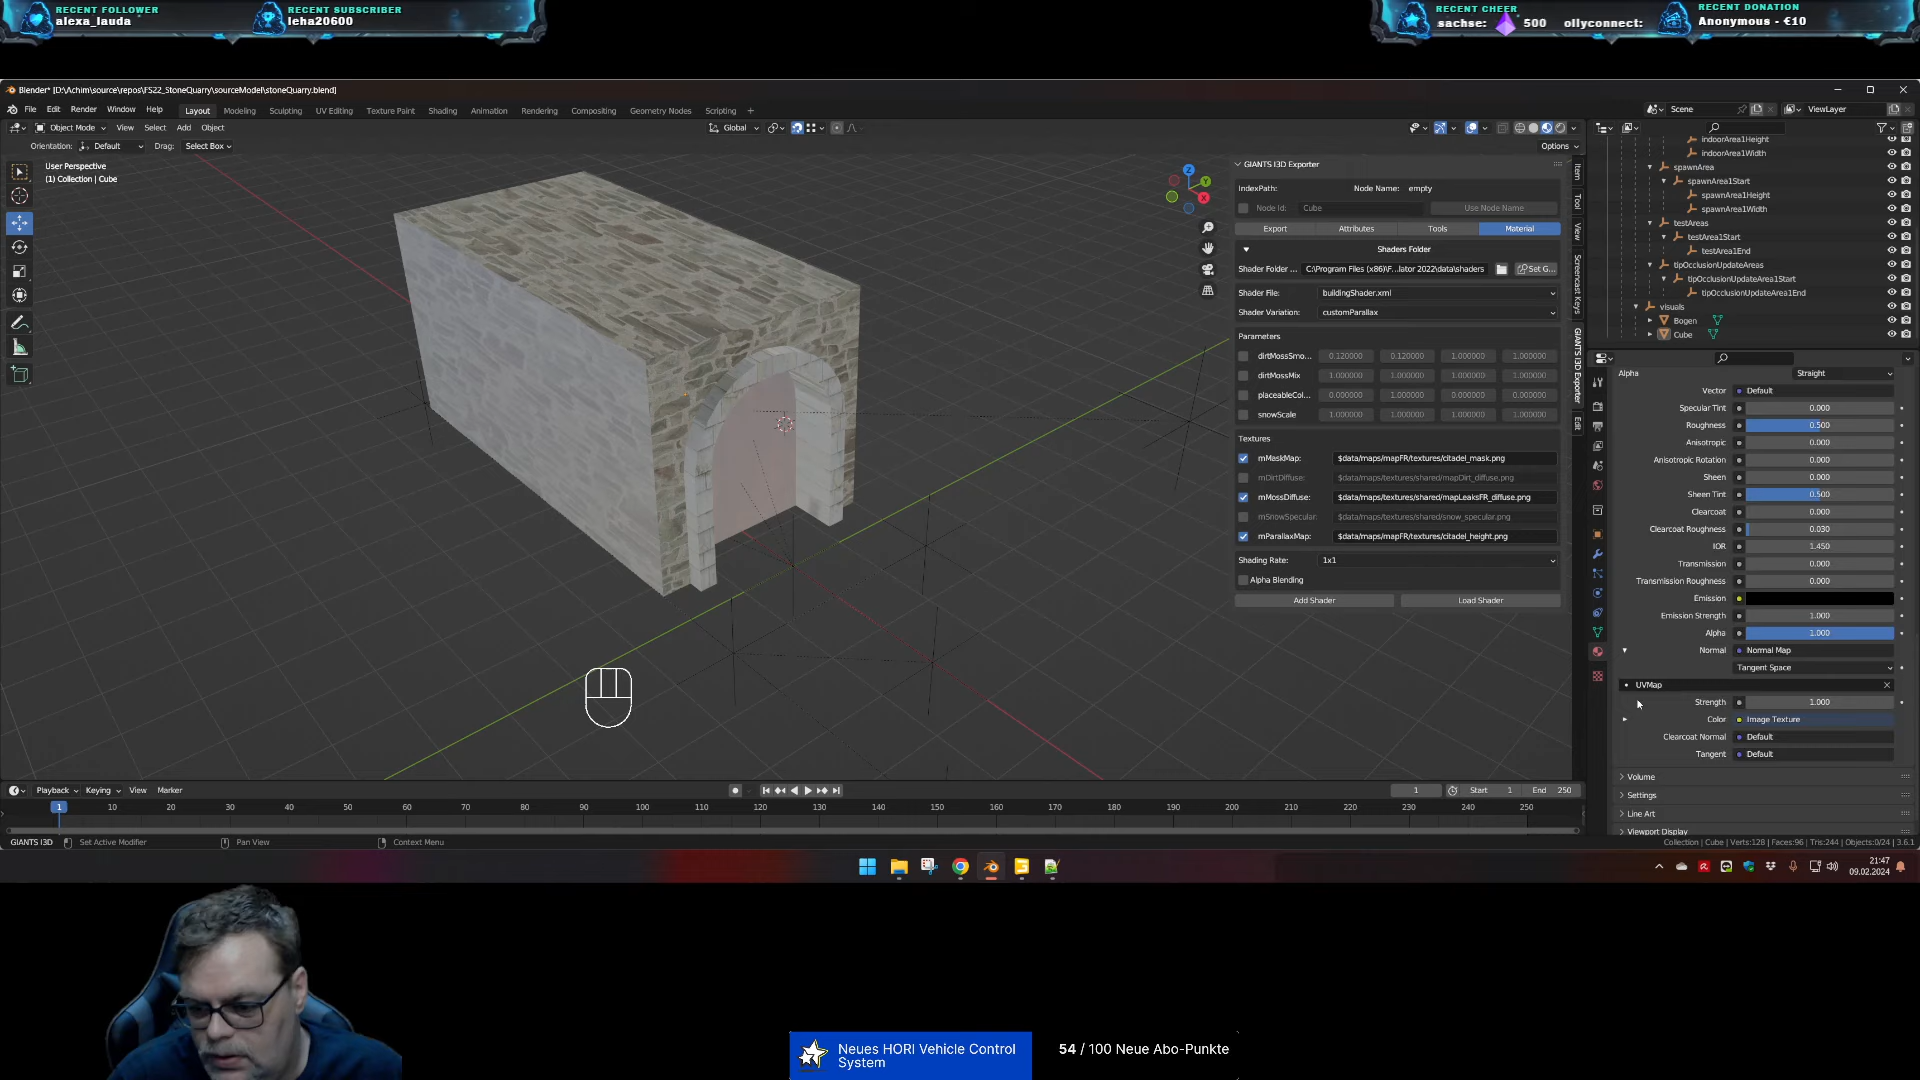 RECENT FOLLOWER
alexa_lauda
RECENT SUBSCRIBER
leha20600
RECENT CHEER
sachse: 500 ollyconnect:
RECENT DONATION
Anonymous - €10
Blender* [D:\Achim\source\repos\FS22_StoneQuarry\sourceModel\stoneQuarry.blend]
File Edit Render Window Help Layout Modeling Sculpting UV Editing Texture Paint Shading Animation Rendering Compositing Geometry Nodes Scripting +
Scene ViewLayer
Object Mode View Select Add Object Global
Orientation: Default Drag: Select Box Options
User Perspective
(1) Collection | Cube
GIANTS I3D Exporter
IndexPath: Node Name: empty
Node Id: Cube Use Node Name
Export Attributes Tools Material
Shaders Folder
Shader Folder ... C:\Program Files (x86)\F...lator 2022\data\shaders Set G...
Shader File: buildingShader.xml
Shader Variation: customParallax
Parameters
dirtMossSmo... 0.120000 0.120000 1.000000 1.000000
dirtMossMix 1.000000 1.000000 1.000000 1.000000
placeableCol... 0.000000 1.000000 0.000000 0.000000
snowScale 1.000000 1.000000 1.000000 1.000000
Textures
mMaskMap: $data/maps/mapFR/textures/citadel_mask.png
mDirtDiffuse: $data/maps/textures/shared/mapDirt_diffuse.png
mMossDiffuse: $data/maps/textures/shared/mapLeaksFR_diffuse.png
mSnowSpecular: $data/maps/textures/shared/snow_specular.png
mParallaxMap: $data/maps/mapFR/textures/citadel_height.png
Shading Rate: 1x1
Alpha Blending
Add Shader Load Shader
Item
Tool
View
Screencast Keys
GIANTS I3D Exporter
Edit
indoorArea1Height
indoorArea1Width
spawnArea
spawnArea1Start
spawnArea1Height
spawnArea1Width
testAreas
testArea1Start
testArea1End
tipOcclusionUpdateAreas
tipOcclusionUpdateArea1Start
tipOcclusionUpdateArea1End
visuals
Bogen
Cube
Alpha Straight
Vector Default
Specular Tint 0.000
Roughness 0.500
Anisotropic 0.000
Anisotropic Rotation 0.000
Sheen 0.000
Sheen Tint 0.500
Clearcoat 0.000
Clearcoat Roughness 0.030
IOR 1.450
Transmission 0.000
Transmission Roughness 0.000
Emission
Emission Strength 1.000
Alpha 1.000
Normal Normal Map
Tangent Space
UVMap
Strength 1.000
Color Image Texture
Clearcoat Normal Default
Tangent Default
Volume
Settings
Line Art
Viewport Display
Playback Keying View Marker 1 Start 1 End 250
1 10 20 30 40 50 60 70 80 90 100 110 120 130 140 150 160 170 180 190 200 210 220 230 240 250
GIANTS I3D Set Active Modifier Pan View Context Menu
Collection | Cube | Verts:128 | Faces:96 | Tris:244 | Objects:0/24 | 3.6.1
21:47
09.02.2024
Neues HORI Vehicle Control
System
54 / 100 Neue Abo-Punkte